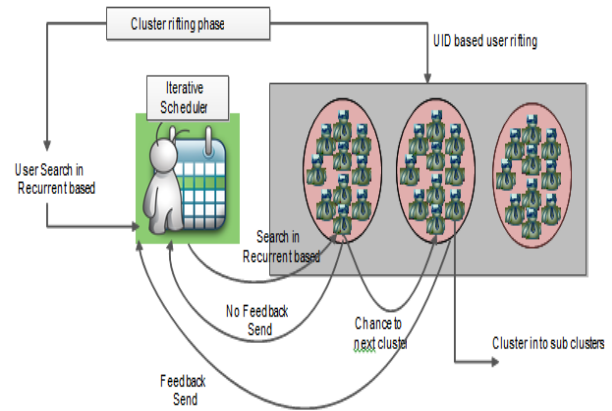 Cluster rifting phase
UID based user rifting
Iterative
Scheduler
User Search in
Recurrent based
Search in
Recurrent based
No Feedback
Send
Chance to
next cluster
Cluster into sub clusters
Feedback
Send